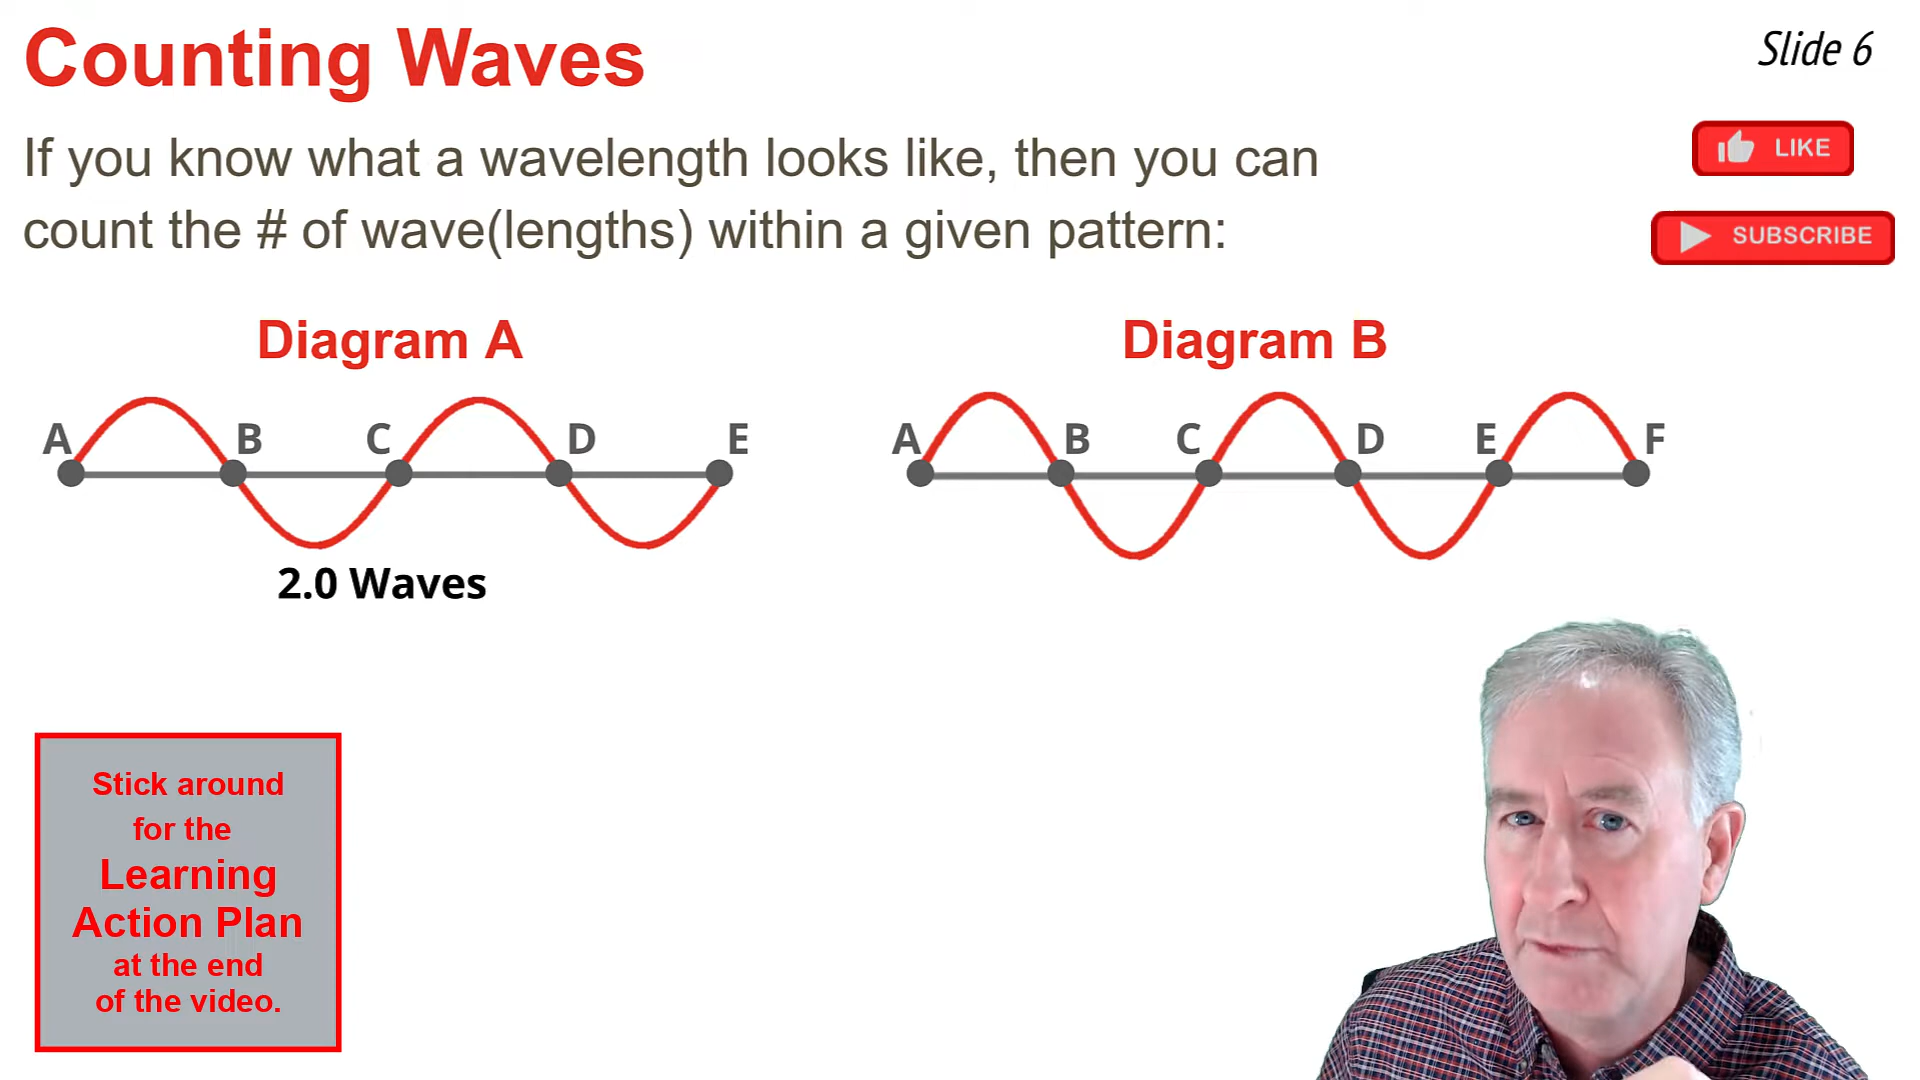 Counting Waves
Slide 6
If you know what a wavelength looks like, then you can
count the # of wave(lengths) within a given pattern:
LIKE
SUBSCRIBE
Diagram A
Diagram B
A B C D E
A B C D E F
2.0 Waves
Stick around
for the
Learning
Action Plan
at the end
of the video.